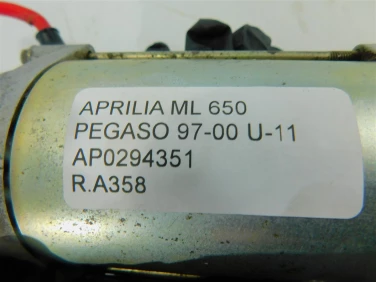 APRILIA ML 650
PEGASO 97-00 U-11
AP0294351
R.A358